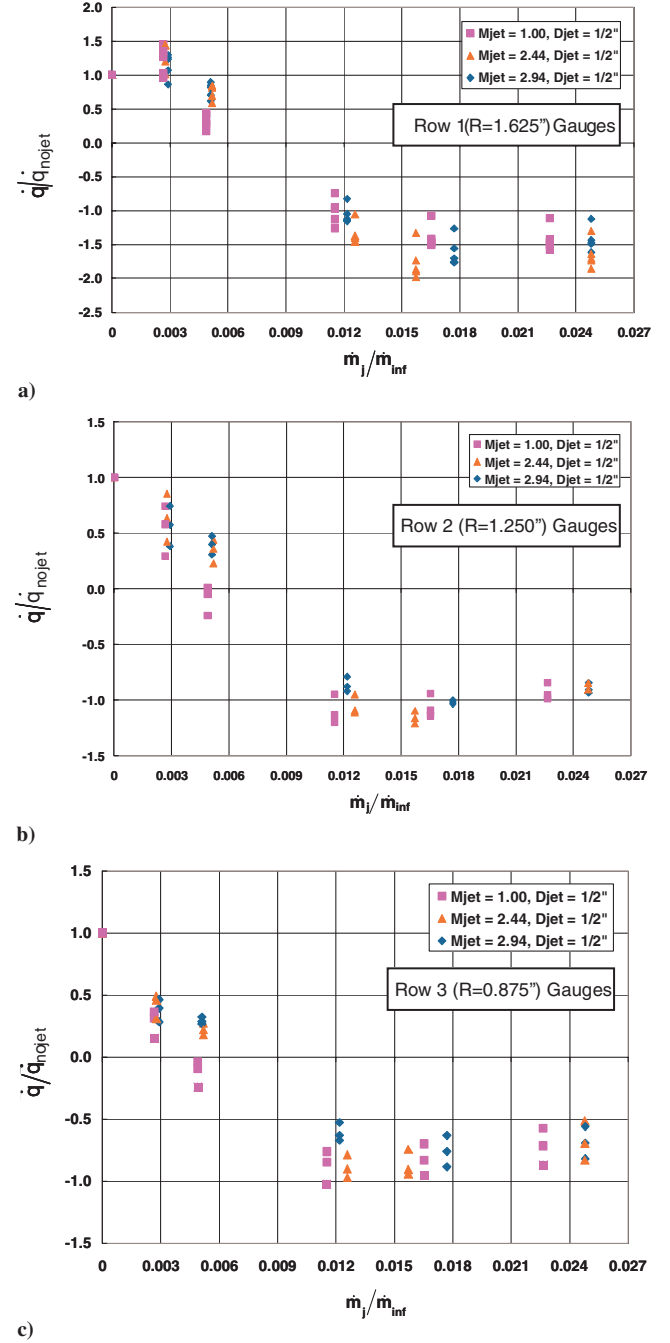 2.0
1.5
1.0
0.5
0.0
-0.5
-1.0
-1.5
-2.0
-2.5
q̇/q̇nojet
Mjet = 1.00, Djet = 1/2"
Mjet = 2.44, Djet = 1/2"
Mjet = 2.94, Djet = 1/2"
Row 1(R=1.625”) Gauges
0 0.003 0.006 0.009 0.012 0.015 0.018 0.021 0.024 0.027
ṁj/ṁinf
a)
1.5
1.0
0.5
0.0
-0.5
-1.0
-1.5
q̇/q̇nojet
Mjet = 1.00, Djet = 1/2"
Mjet = 2.44, Djet = 1/2"
Mjet = 2.94, Djet = 1/2"
Row 2 (R=1.250”) Gauges
0 0.003 0.006 0.009 0.012 0.015 0.018 0.021 0.024 0.027
ṁj/ṁinf
b)
1.5
1.0
0.5
0.0
-0.5
-1.0
-1.5
q̇/q̇nojet
Mjet = 1.00, Djet = 1/2"
Mjet = 2.44, Djet = 1/2"
Mjet = 2.94, Djet = 1/2"
Row 3 (R=0.875”) Gauges
0 0.003 0.006 0.009 0.012 0.015 0.018 0.021 0.024 0.027
ṁj/ṁinf
c)